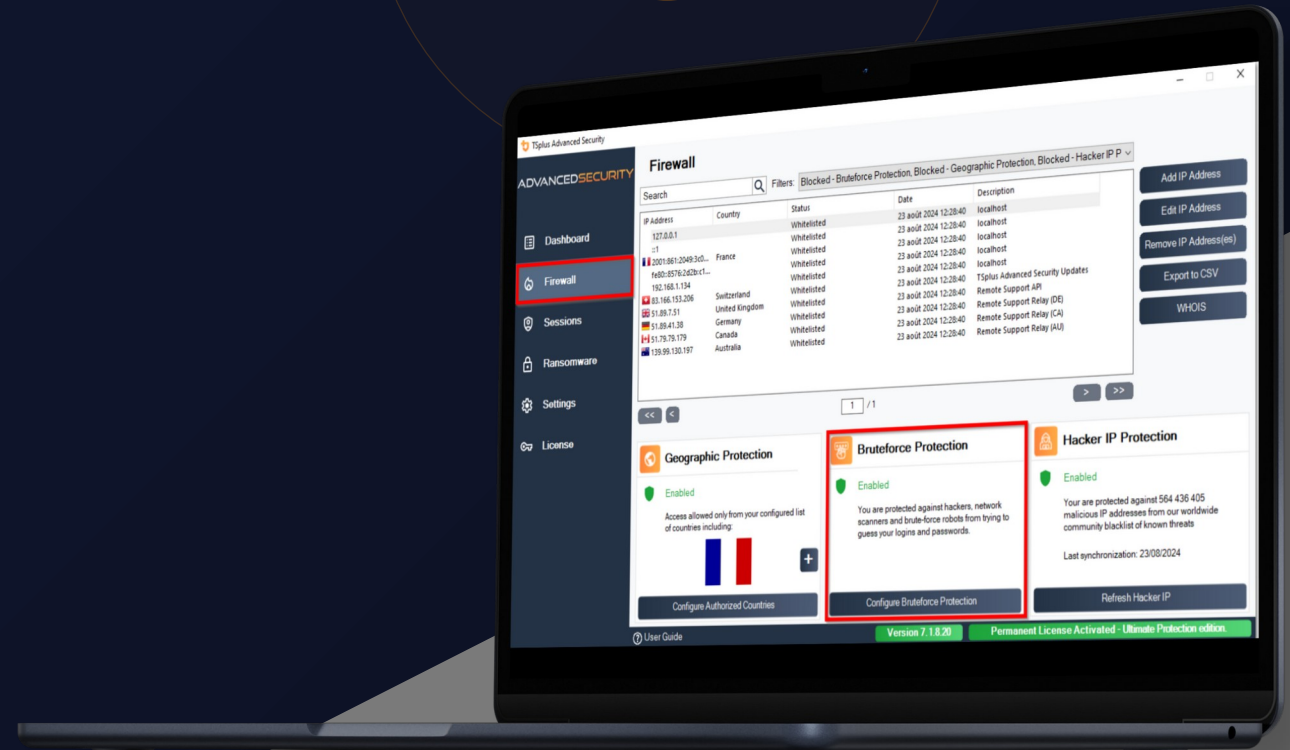 TSplus Advanced Security
ADVANCEDSECURITY
Dashboard
Firewall
Sessions
Ransomware
Settings
License
Firewall
Search
Filters: Blocked - Bruteforce Protection, Blocked - Geographic Protection, Blocked - Hacker IP P
IP Address Country Status Date Description
127.0.0.1 Whitelisted 23 août 2024 12:28:40 localhost
::1 Whitelisted 23 août 2024 12:28:40 localhost
2001:861:2049:3c0... France Whitelisted 23 août 2024 12:28:40 localhost
fe80::8576:2d2b:c1... Whitelisted 23 août 2024 12:28:40 localhost
192.168.1.134 Whitelisted 23 août 2024 12:28:40 localhost
83.166.153.206 Switzerland Whitelisted 23 août 2024 12:28:40 TSplus Advanced Security Updates
51.89.7.51 United Kingdom Whitelisted 23 août 2024 12:28:40 Remote Support API
51.89.41.38 Germany Whitelisted 23 août 2024 12:28:40 Remote Support Relay (DE)
51.79.79.179 Canada Whitelisted 23 août 2024 12:28:40 Remote Support Relay (CA)
139.99.130.197 Australia Whitelisted 23 août 2024 12:28:40 Remote Support Relay (AU)
Add IP Address
Edit IP Address
Remove IP Address(es)
Export to CSV
WHOIS
<< < 1 /1 > >>
Geographic Protection
Enabled
Access allowed only from your configured list
of countries including:
+
Configure Authorized Countries
Bruteforce Protection
Enabled
You are protected against hackers, network
scanners and brute-force robots from trying to
guess your logins and passwords.
Configure Bruteforce Protection
Hacker IP Protection
Enabled
Your are protected against 564 436 405
malicious IP addresses from our worldwide
community blacklist of known threats
Last synchronization: 23/08/2024
Refresh Hacker IP
User Guide
Version 7.1.8.20
Permanent License Activated - Ultimate Protection edition.